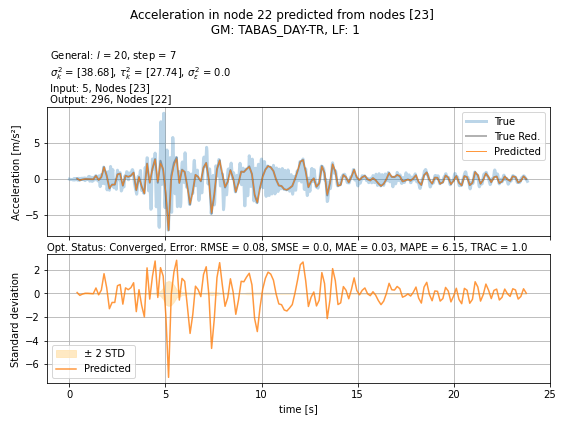 Acceleration in node 22 predicted from nodes [23]
GM: TABAS_DAY-TR, LF: 1
General: l = 20, step = 7
σ²ₖ = [38.68], τ²ₖ = [27.74], σ²ε = 0.0
Input: 5, Nodes [23]
Output: 296, Nodes [22]
Acceleration [m/s²]
5
0
−5
True
True Red.
Predicted
Opt. Status: Converged, Error: RMSE = 0.08, SMSE = 0.0, MAE = 0.03, MAPE = 6.15, TRAC = 1.0
Standard deviation
2
0
−2
−4
−6
± 2 STD
Predicted
0 5 10 15 20 25
time [s]